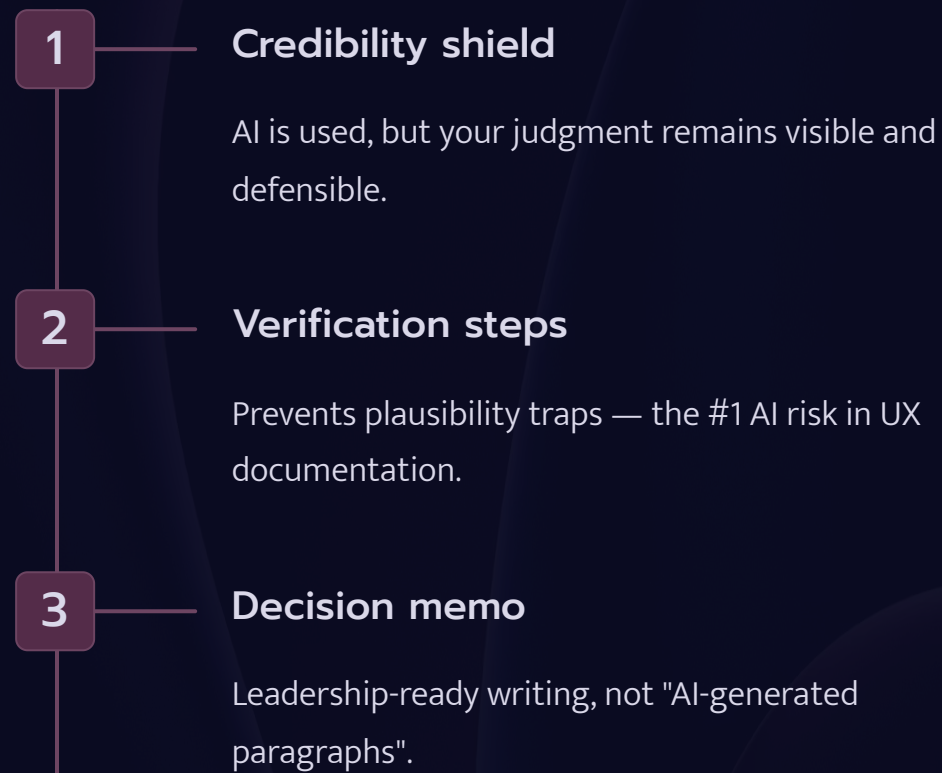 1
Credibility shield
AI is used, but your judgment remains visible and
defensible.
2
Verification steps
Prevents plausibility traps — the #1 AI risk in UX
documentation.
3
Decision memo
Leadership-ready writing, not "AI-generated
paragraphs".